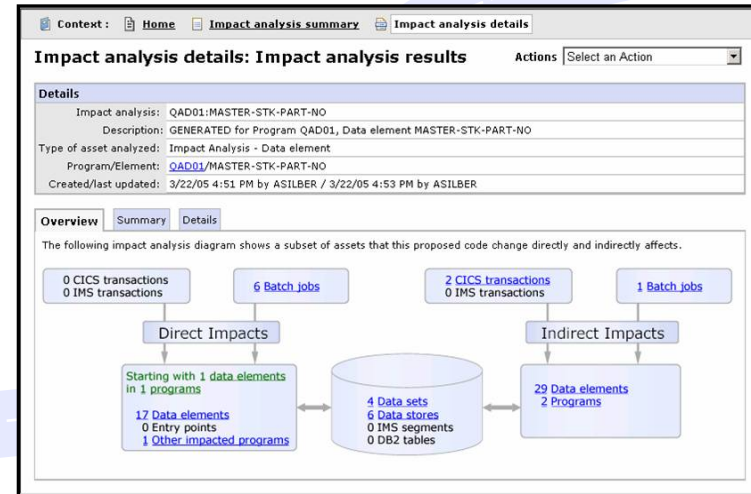 Context : Home Impact analysis summary Impact analysis details
Impact analysis details: Impact analysis results Actions Select an Action
Details
Impact analysis: QAD01:MASTER-STK-PART-NO
Description: GENERATED for Program QAD01, Data element MASTER-STK-PART-NO
Type of asset analyzed: Impact Analysis - Data element
Program/Element: QAD01/MASTER-STK-PART-NO
Created/last updated: 3/22/05 4:51 PM by ASILBER / 3/22/05 4:53 PM by ASILBER
Overview Summary Details
The following impact analysis diagram shows a subset of assets that this proposed code change directly and indirectly affects.
0 CICS transactions
0 IMS transactions
6 Batch jobs
2 CICS transactions
0 IMS transactions
1 Batch jobs
Direct Impacts
Indirect Impacts
Starting with 1 data elements
in 1 programs
17 Data elements
0 Entry points
1 Other impacted programs
4 Data sets
6 Data stores
0 IMS segments
0 DB2 tables
29 Data elements
2 Programs